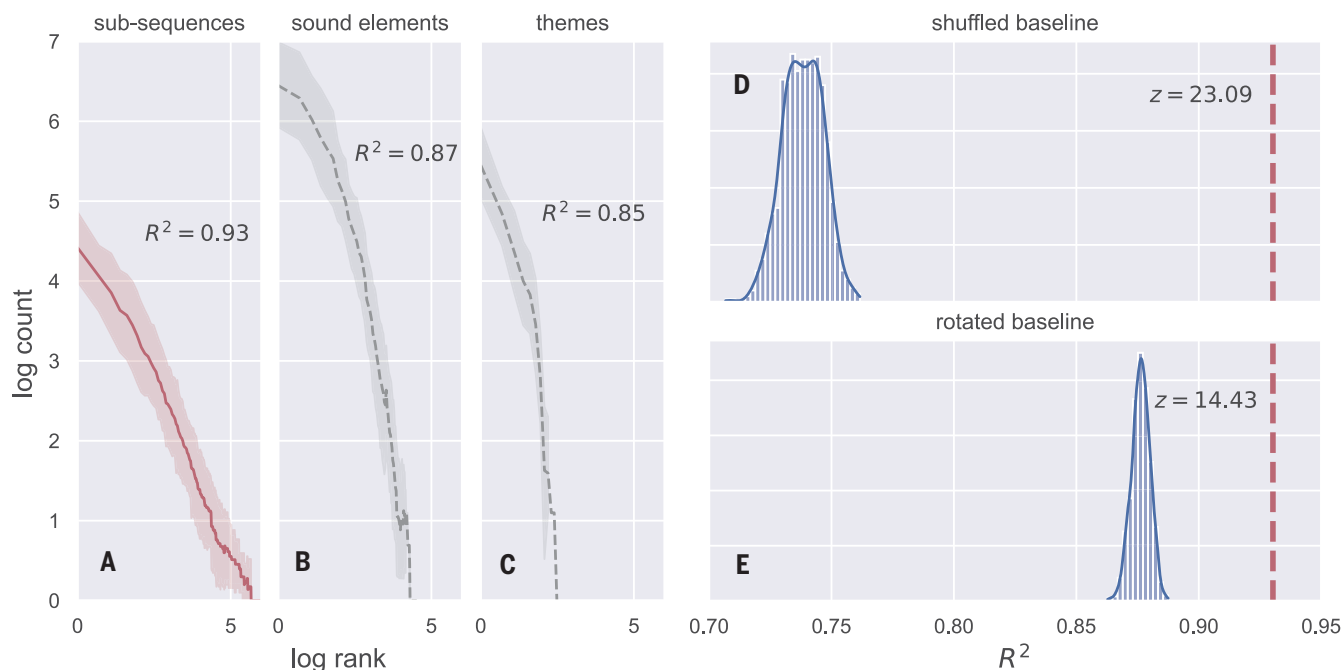 sub-sequences
sound elements
themes
shuffled baseline
7
6
5
4
3
2
1
0
log count
R² = 0.93
A
0
5
R² = 0.87
B
0
5
R² = 0.85
C
0
5
log rank
D
z = 23.09
rotated baseline
z = 14.43
E
0.70
0.75
0.80
0.85
0.90
0.95
R²